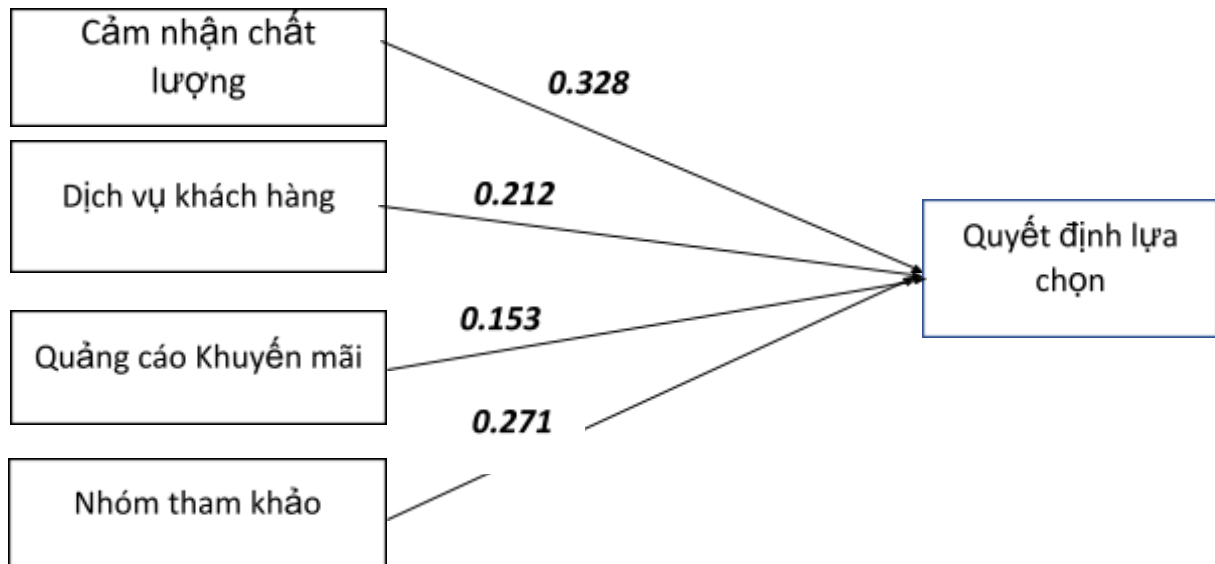 Cảm nhận chất
lượng
0.328
Dịch vụ khách hàng
0.212
Quyết định lựa
chọn
Quảng cáo Khuyến mãi
0.153
Nhóm tham khảo
0.271